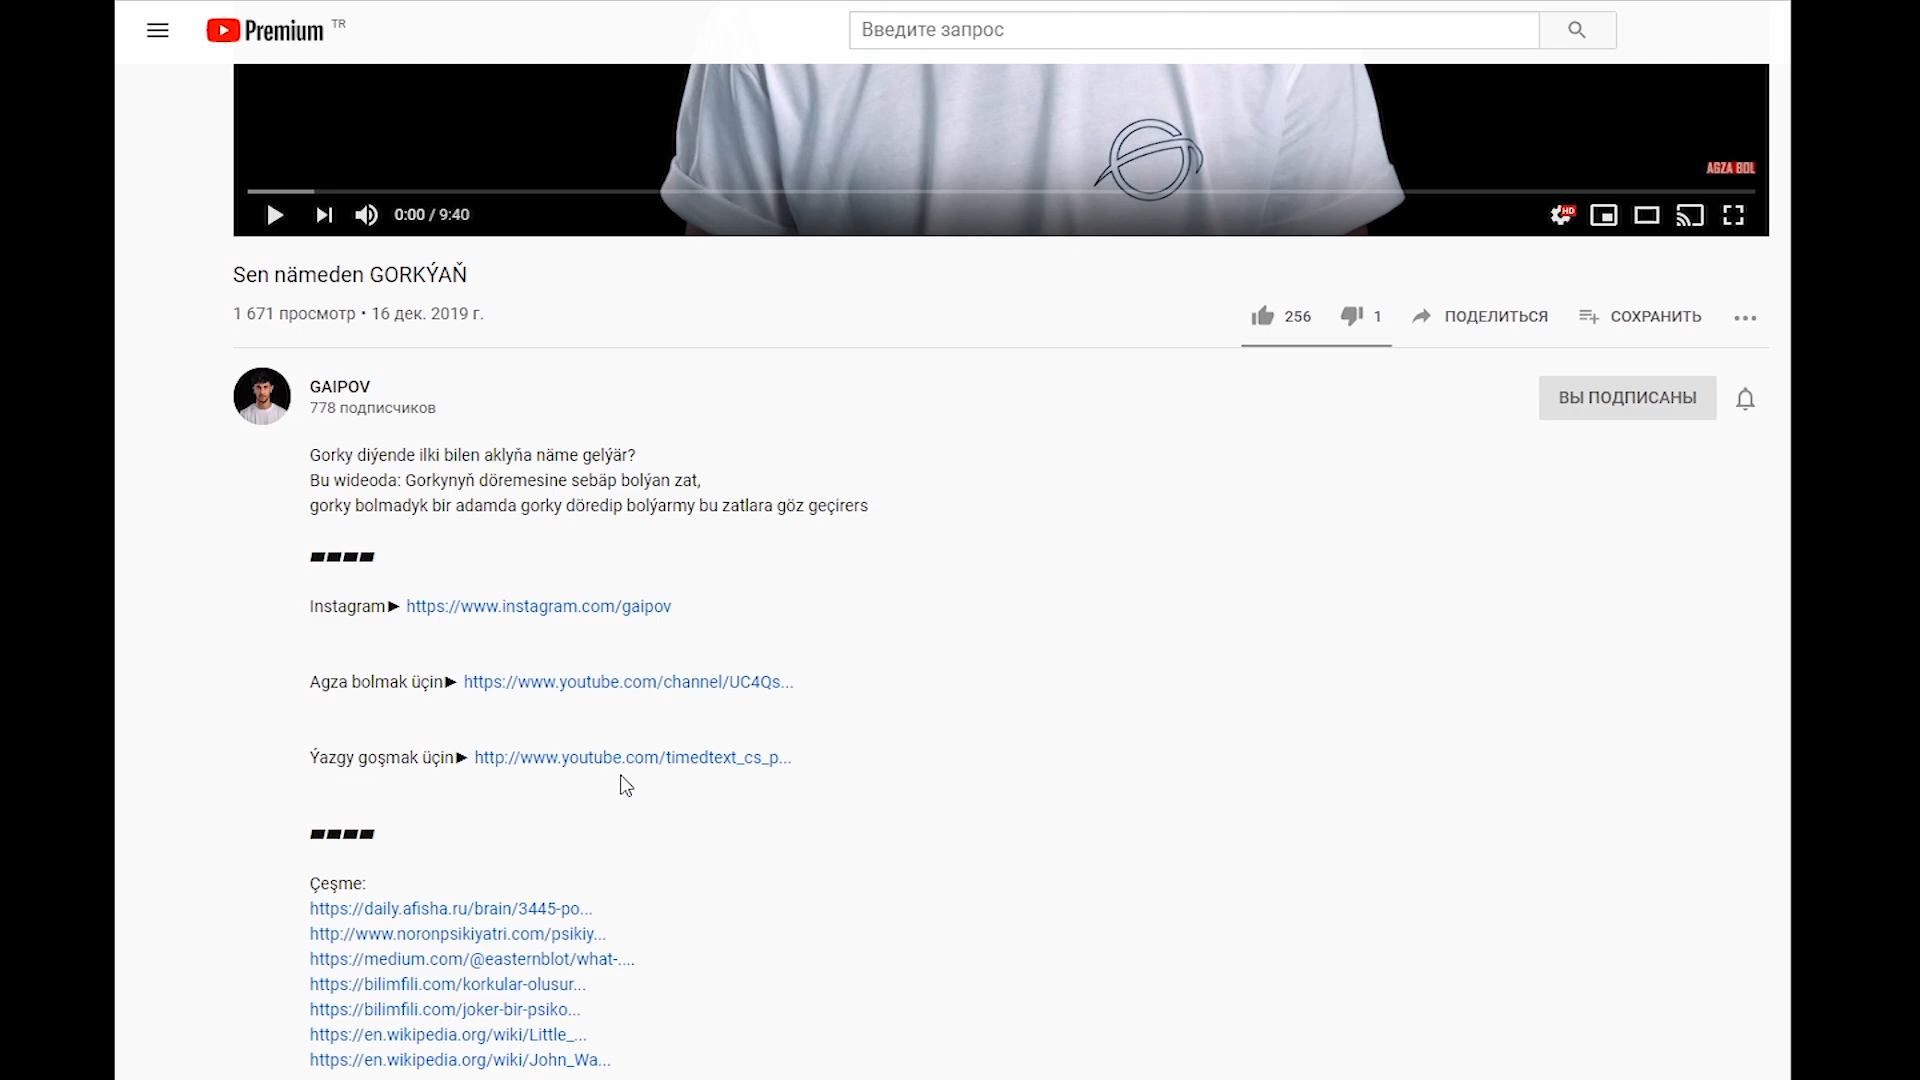 Premium TR
Введите запрос
AGZA BOL
0:00 / 9:40
HD
Sen nämeden GORKÝAŇ
1 671 просмотр • 16 дек. 2019 г.
256
1
ПОДЕЛИТЬСЯ
СОХРАНИТЬ
GAIPOV
778 подписчиков
ВЫ ПОДПИСАНЫ
Gorky diýende ilki bilen aklyňa näme gelýär?
Bu wideoda: Gorkynyň döremesine sebäp bolýan zat,
gorky bolmadyk bir adamda gorky döredip bolýarmy bu zatlara göz geçirers
Instagram► https://www.instagram.com/gaipov
Agza bolmak üçin► https://www.youtube.com/channel/UC4Qs...
Ýazgy goşmak üçin► http://www.youtube.com/timedtext_cs_p...
Çeşme:
https://daily.afisha.ru/brain/3445-po...
http://www.noronpsikiyatri.com/psikiy...
https://medium.com/@easternblot/what-....
https://bilimfili.com/korkular-olusur...
https://bilimfili.com/joker-bir-psiko...
https://en.wikipedia.org/wiki/Little_...
https://en.wikipedia.org/wiki/John_Wa...